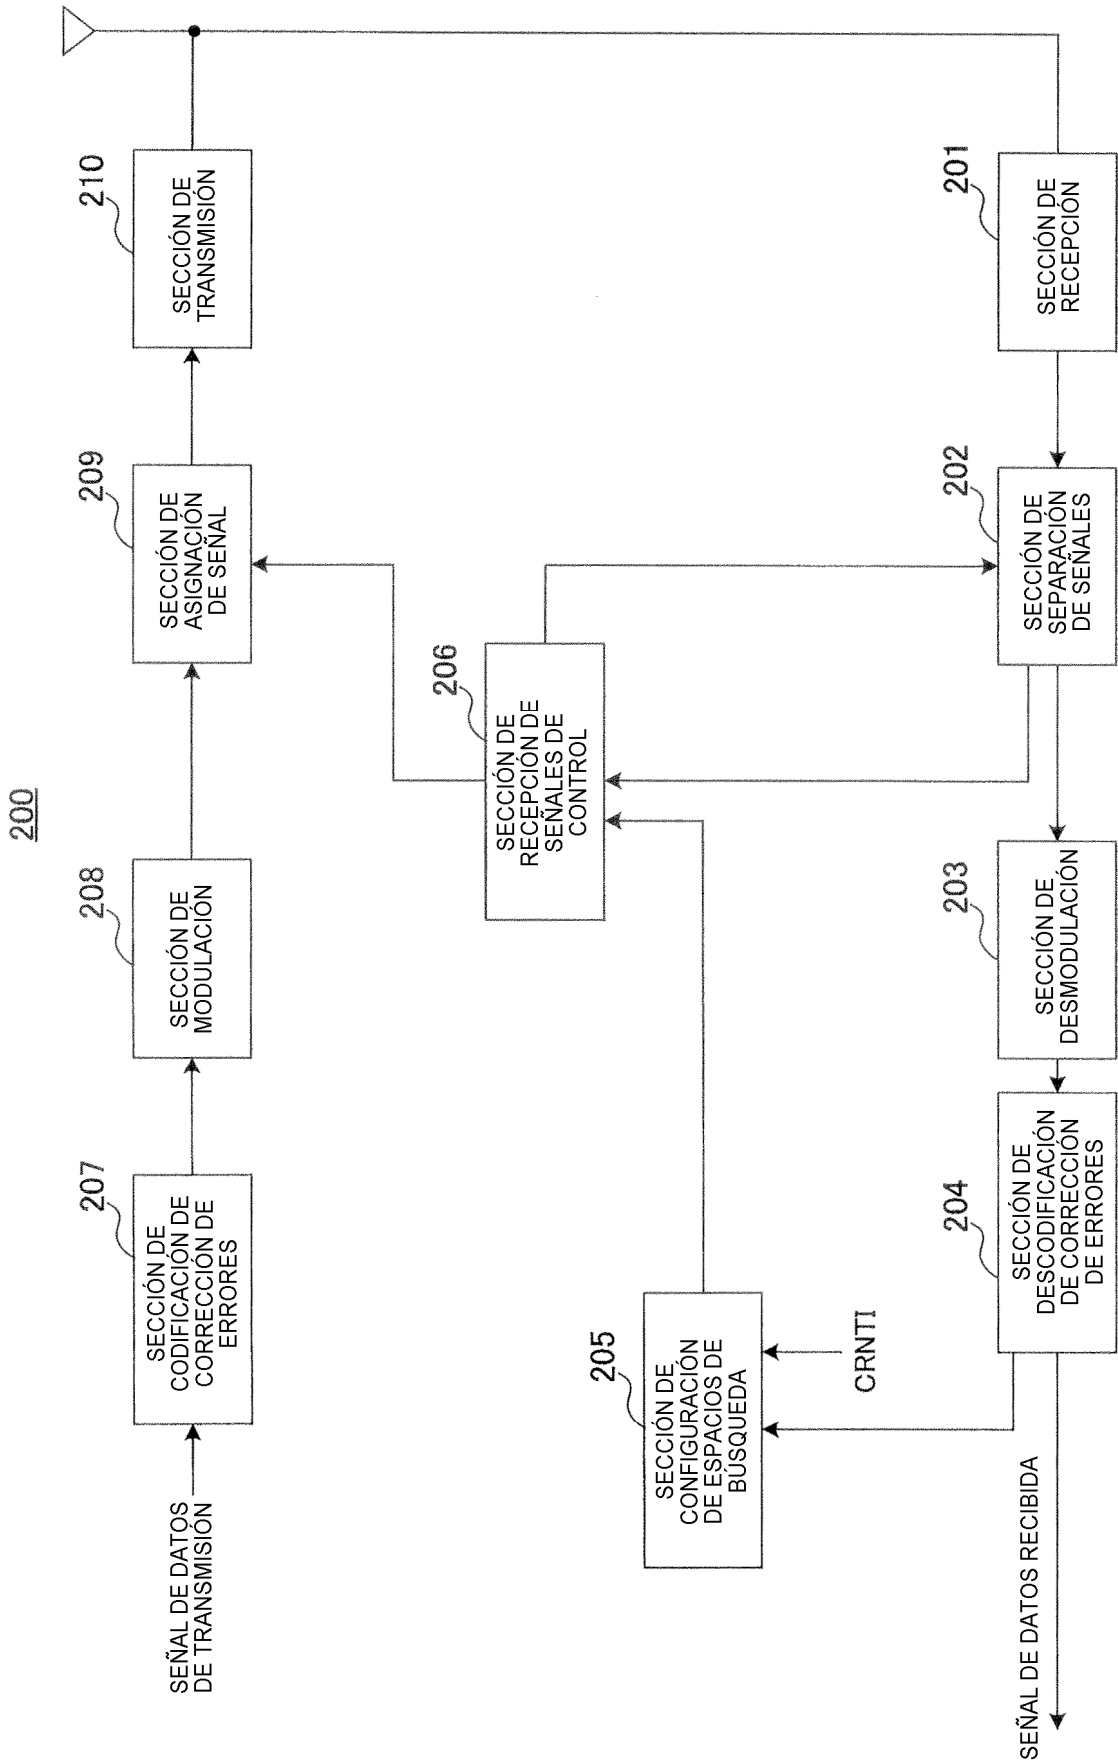 200
SEÑAL DE DATOS
DE TRANSMISIÓN
207
SECCIÓN DE
CODIFICACIÓN DE
CORRECCIÓN DE
ERRORES
208
SECCIÓN DE
MODULACIÓN
209
SECCIÓN DE
ASIGNACIÓN
DE SEÑAL
210
SECCIÓN DE
TRANSMISIÓN
206
SECCIÓN DE
RECEPCIÓN DE
SEÑALES DE
CONTROL
205
SECCIÓN DE
CONFIGURACIÓN
DE ESPACIOS DE
BÚSQUEDA
CRNTI
SEÑAL DE DATOS RECIBIDA
204
SECCIÓN DE
DESCODIFICACIÓN
DE CORRECCIÓN
DE ERRORES
203
SECCIÓN DE
DESMODULACIÓN
202
SECCIÓN DE
SEPARACIÓN
DE SEÑALES
201
SECCIÓN DE
RECEPCIÓN